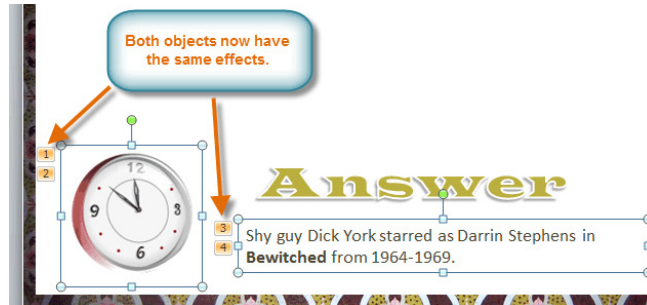 Both objects now have
the same effects.
1
2
12
9
3
6
Answer
3
4
Shy guy Dick York starred as Darrin Stephens in
Bewitched from 1964-1969.